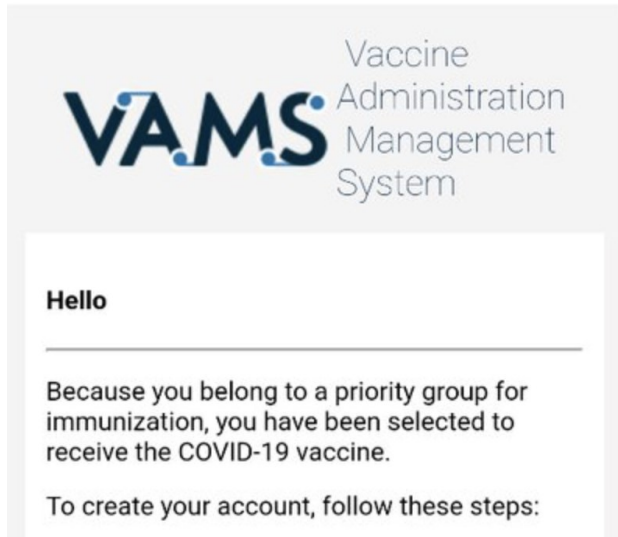 VAMS
Vaccine
Administration
Management
System
Hello
Because you belong to a priority group for
immunization, you have been selected to
receive the COVID-19 vaccine.
To create your account, follow these steps: